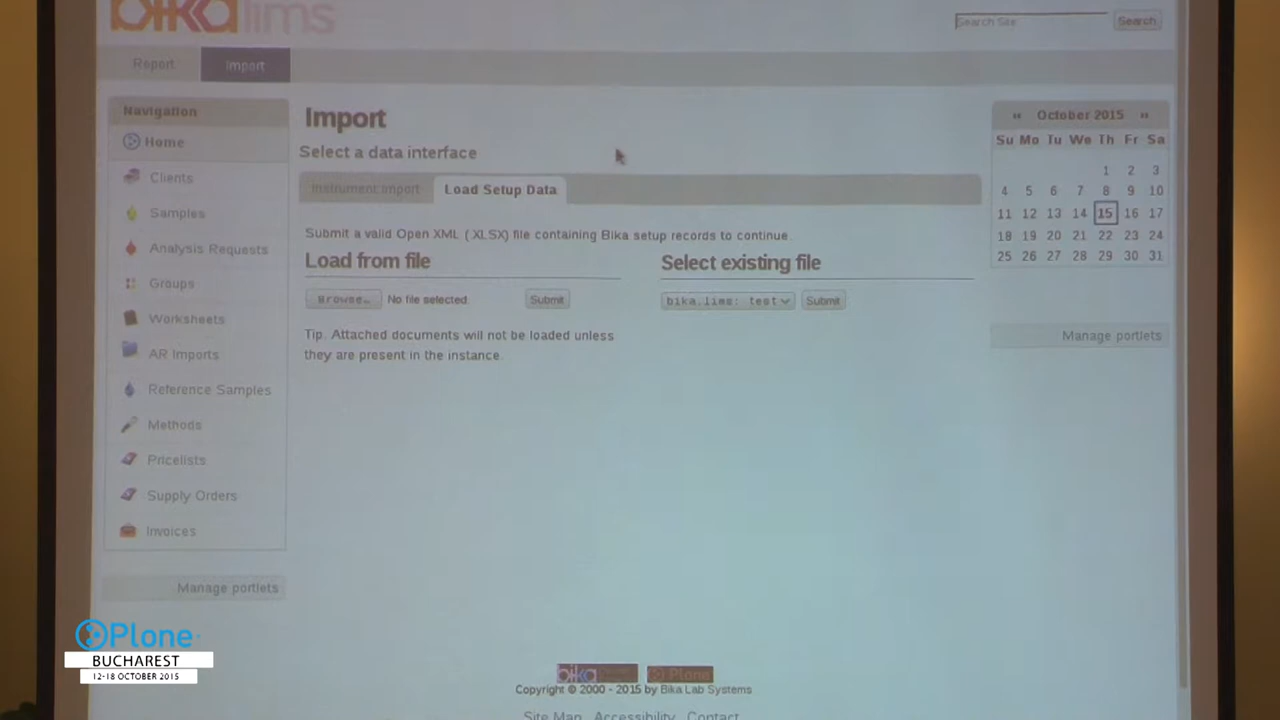 bika lims
Search Site
Search
Report
Import
Navigation
Home
Clients
Samples
Analysis Requests
Groups
Worksheets
AR Imports
Reference Samples
Methods
Pricelists
Supply Orders
Invoices
Manage portlets
Import
Select a data interface
Instrument Import
Load Setup Data
Submit a valid Open XML (.XLSX) file containing Bika setup records to continue.
Load from file
Browse…
No file selected.
Submit
Tip: Attached documents will not be loaded unless
they are present in the instance.
Select existing file
bika.lims: test
Submit
« October 2015 »
Su Mo Tu We Th Fr Sa
1 2 3
4 5 6 7 8 9 10
11 12 13 14 15 16 17
18 19 20 21 22 23 24
25 26 27 28 29 30 31
Manage portlets
bika
Plone
Copyright © 2000 - 2015 by Bika Lab Systems
Site Map Accessibility Contact
Plone
BUCHAREST
12-18 OCTOBER 2015